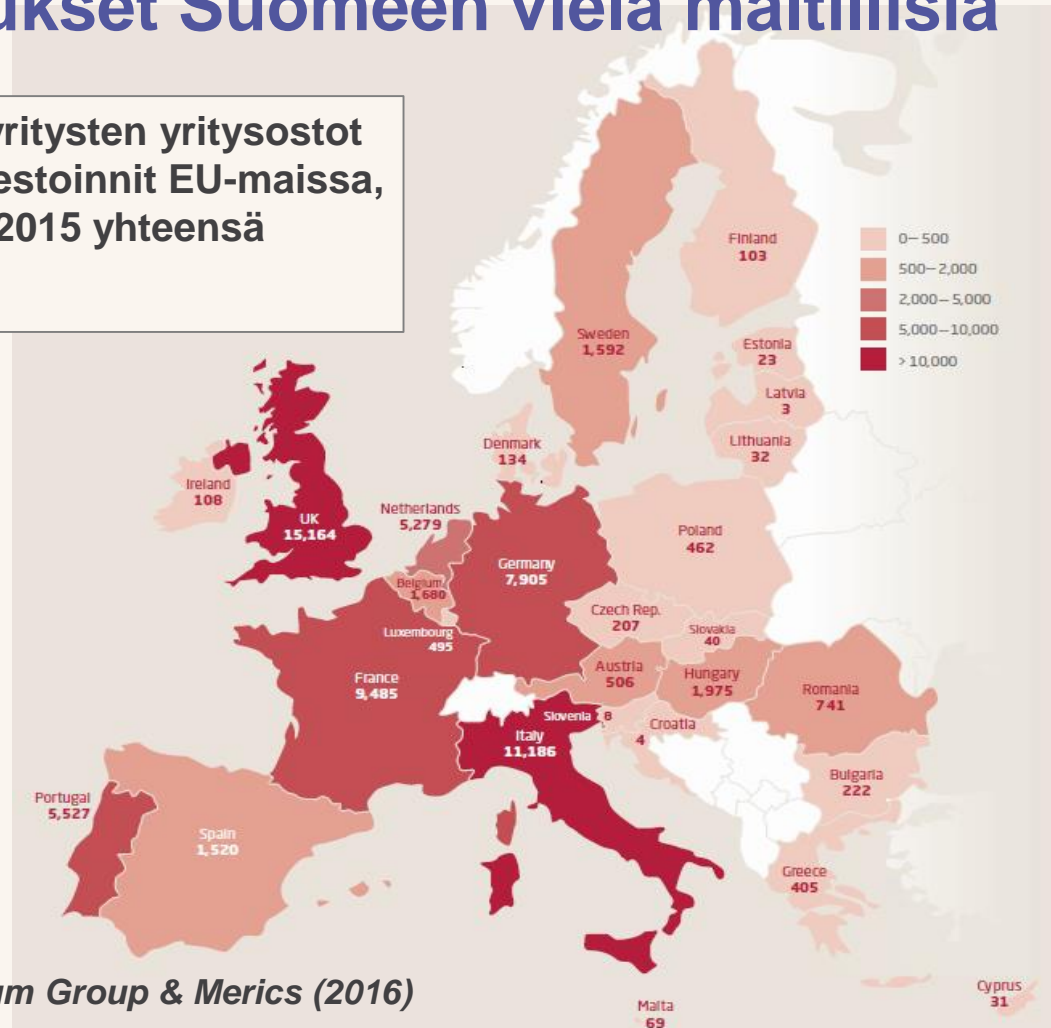 ukset Suomeen vielä maltillisia
yritysten yritysostot
estoinnit EU-maissa,
2015 yhteensä
0–500
500–2,000
2,000–5,000
5,000–10,000
> 10,000
Finland
103
Sweden
1,592
Estonia
23
Latvia
3
Lithuania
32
Denmark
134
Ireland
108
UK
15,164
Netherlands
5,279
Belgium
1,680
Luxembourg
495
Germany
7,905
Poland
462
Czech Rep.
207
Slovakia
40
France
9,485
Austria
506
Hungary
1,975
Romania
741
Slovenia 8
Croatia
4
Italy
11,186
Bulgaria
222
Portugal
5,527
Spain
1,520
Greece
405
um Group & Merics (2016)
Malta
69
Cyprus
31